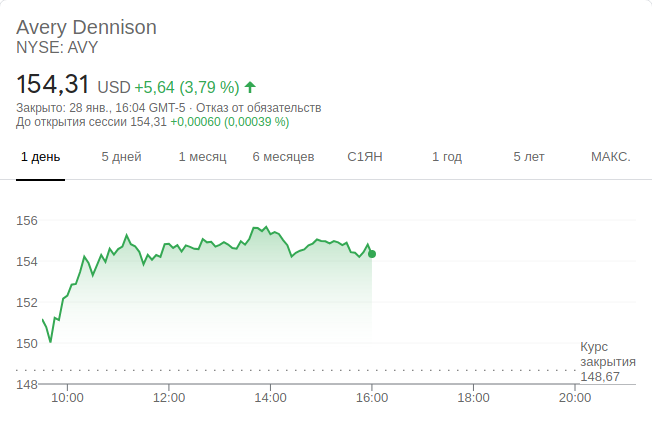 Avery Dennison
NYSE: AVY
154,31 USD +5,64 (3,79 %)
Закрыто: 28 янв., 16:04 GMT-5 · Отказ от обязательств
До открытия сессии 154,31 +0,00060 (0,00039 %)
1 день 5 дней 1 месяц 6 месяцев С1ЯН 1 год 5 лет МАКС.
156
154
152
150
Курс
закрытия
148,67
148
10:00 12:00 14:00 16:00 18:00 20:00